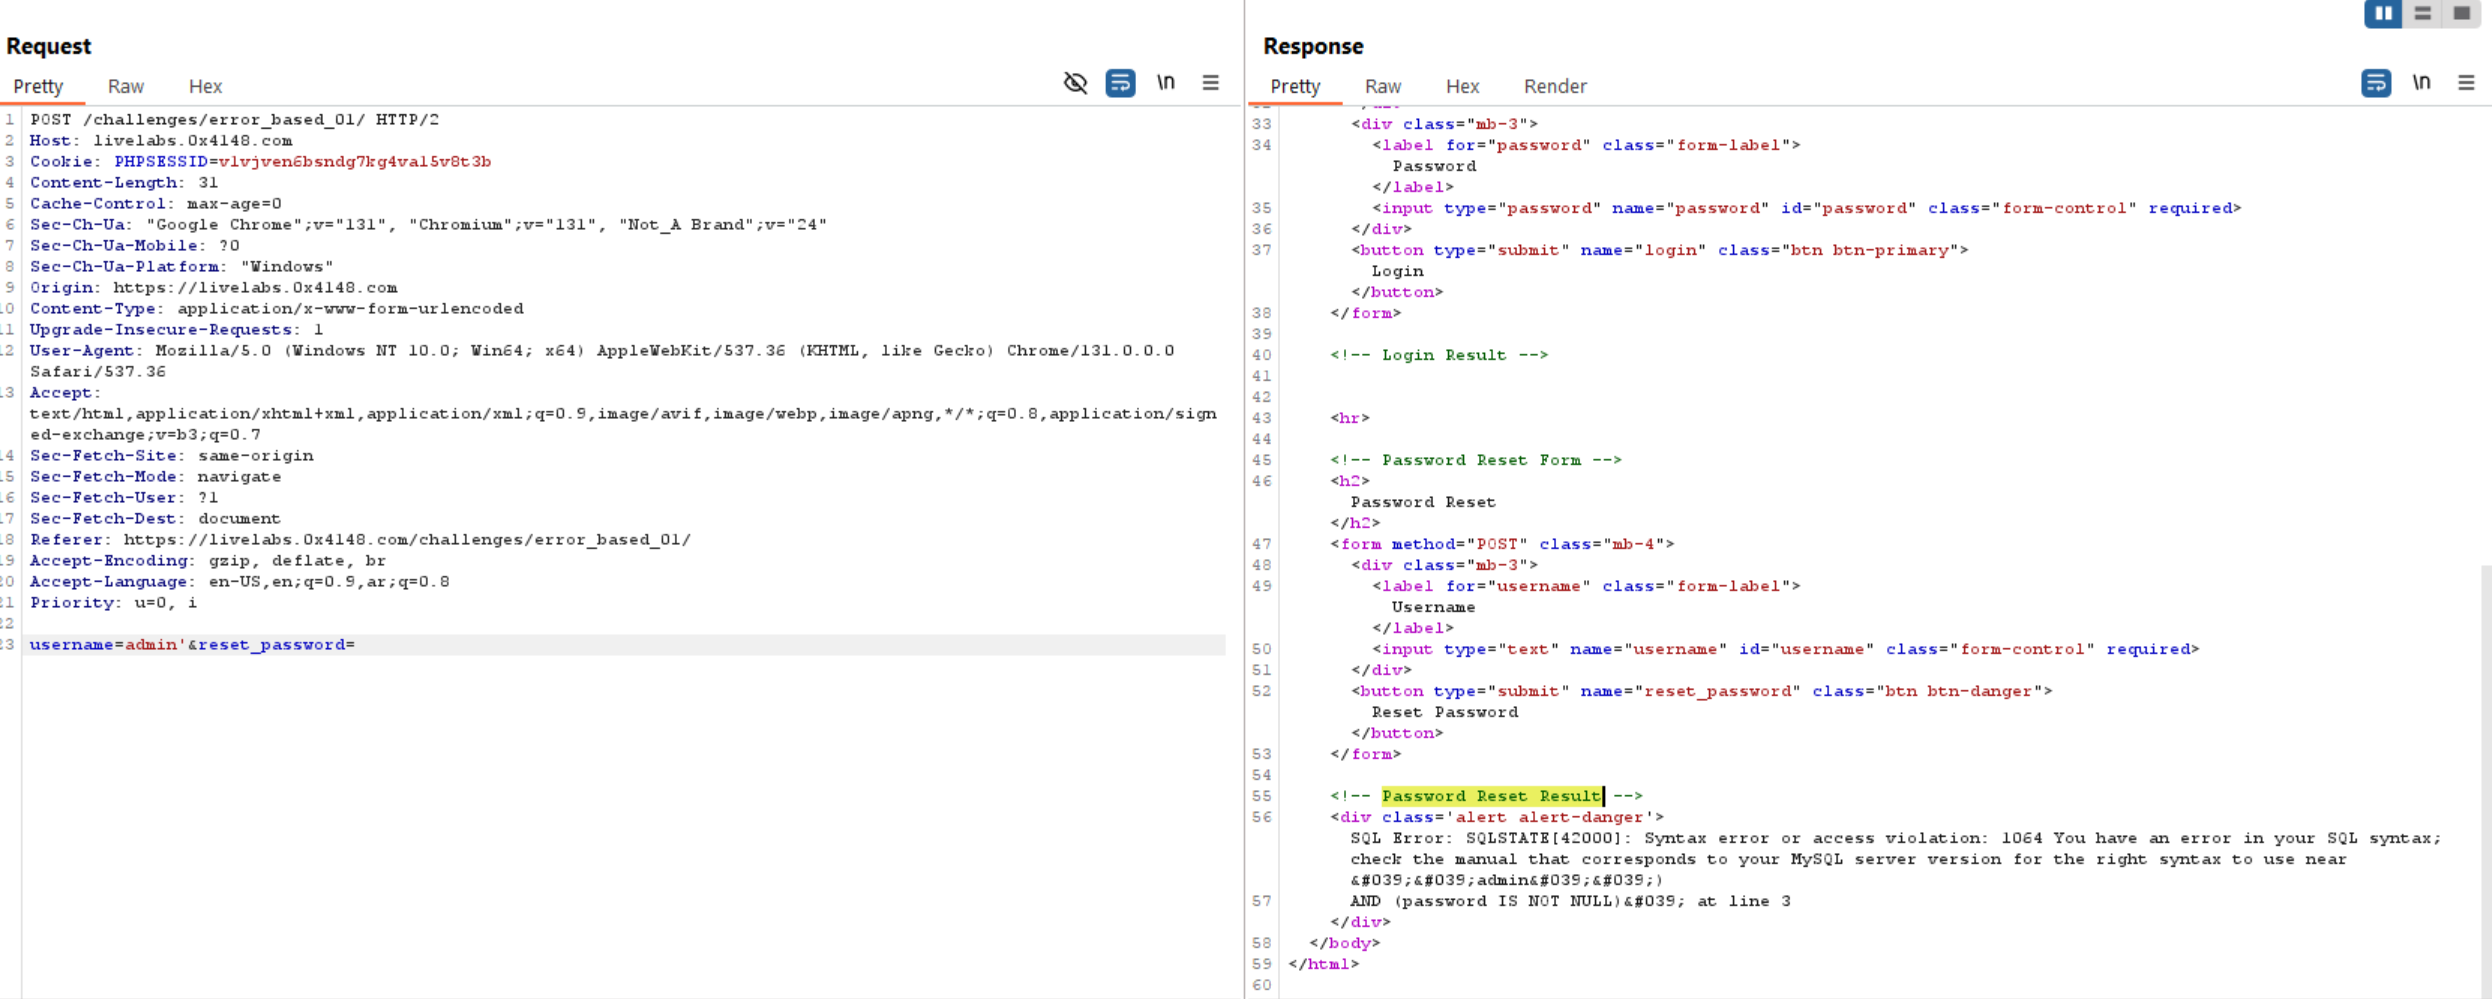 Request
Pretty Raw Hex
\n
1 POST /challenges/error_based_01/ HTTP/2
2 Host: livelabs.0x4148.com
3 Cookie: PHPSESSID=vlvjven6bsndg7kg4val5v8t3b
4 Content-Length: 31
5 Cache-Control: max-age=0
6 Sec-Ch-Ua: "Google Chrome";v="131", "Chromium";v="131", "Not_A Brand";v="24"
7 Sec-Ch-Ua-Mobile: ?0
8 Sec-Ch-Ua-Platform: "Windows"
9 Origin: https://livelabs.0x4148.com
10 Content-Type: application/x-www-form-urlencoded
11 Upgrade-Insecure-Requests: 1
12 User-Agent: Mozilla/5.0 (Windows NT 10.0; Win64; x64) AppleWebKit/537.36 (KHTML, like Gecko) Chrome/131.0.0.0
Safari/537.36
13 Accept:
text/html,application/xhtml+xml,application/xml;q=0.9,image/avif,image/webp,image/apng,*/*;q=0.8,application/sign
ed-exchange;v=b3;q=0.7
14 Sec-Fetch-Site: same-origin
15 Sec-Fetch-Mode: navigate
16 Sec-Fetch-User: ?1
17 Sec-Fetch-Dest: document
18 Referer: https://livelabs.0x4148.com/challenges/error_based_01/
19 Accept-Encoding: gzip, deflate, br
20 Accept-Language: en-US,en;q=0.9,ar;q=0.8
21 Priority: u=0, i
22
23 username=admin'&reset_password=
Response
Pretty Raw Hex Render
\n
33 <div class="mb-3">
34 <label for="password" class="form-label">
Password
</label>
35 <input type="password" name="password" id="password" class="form-control" required>
36 </div>
37 <button type="submit" name="login" class="btn btn-primary">
Login
</button>
38 </form>
39
40 <!-- Login Result -->
41
42
43 <hr>
44
45 <!-- Password Reset Form -->
46 <h2>
Password Reset
</h2>
47 <form method="POST" class="mb-4">
48 <div class="mb-3">
49 <label for="username" class="form-label">
Username
</label>
50 <input type="text" name="username" id="username" class="form-control" required>
51 </div>
52 <button type="submit" name="reset_password" class="btn btn-danger">
Reset Password
</button>
53 </form>
54
55 <!-- Password Reset Result -->
56 <div class='alert alert-danger'>
SQL Error: SQLSTATE[42000]: Syntax error or access violation: 1064 You have an error in your SQL syntax;
check the manual that corresponds to your MySQL server version for the right syntax to use near
&#039;&#039;admin&#039;&#039;)
57 AND (password IS NOT NULL)&#039; at line 3
</div>
58 </body>
59 </html>
60